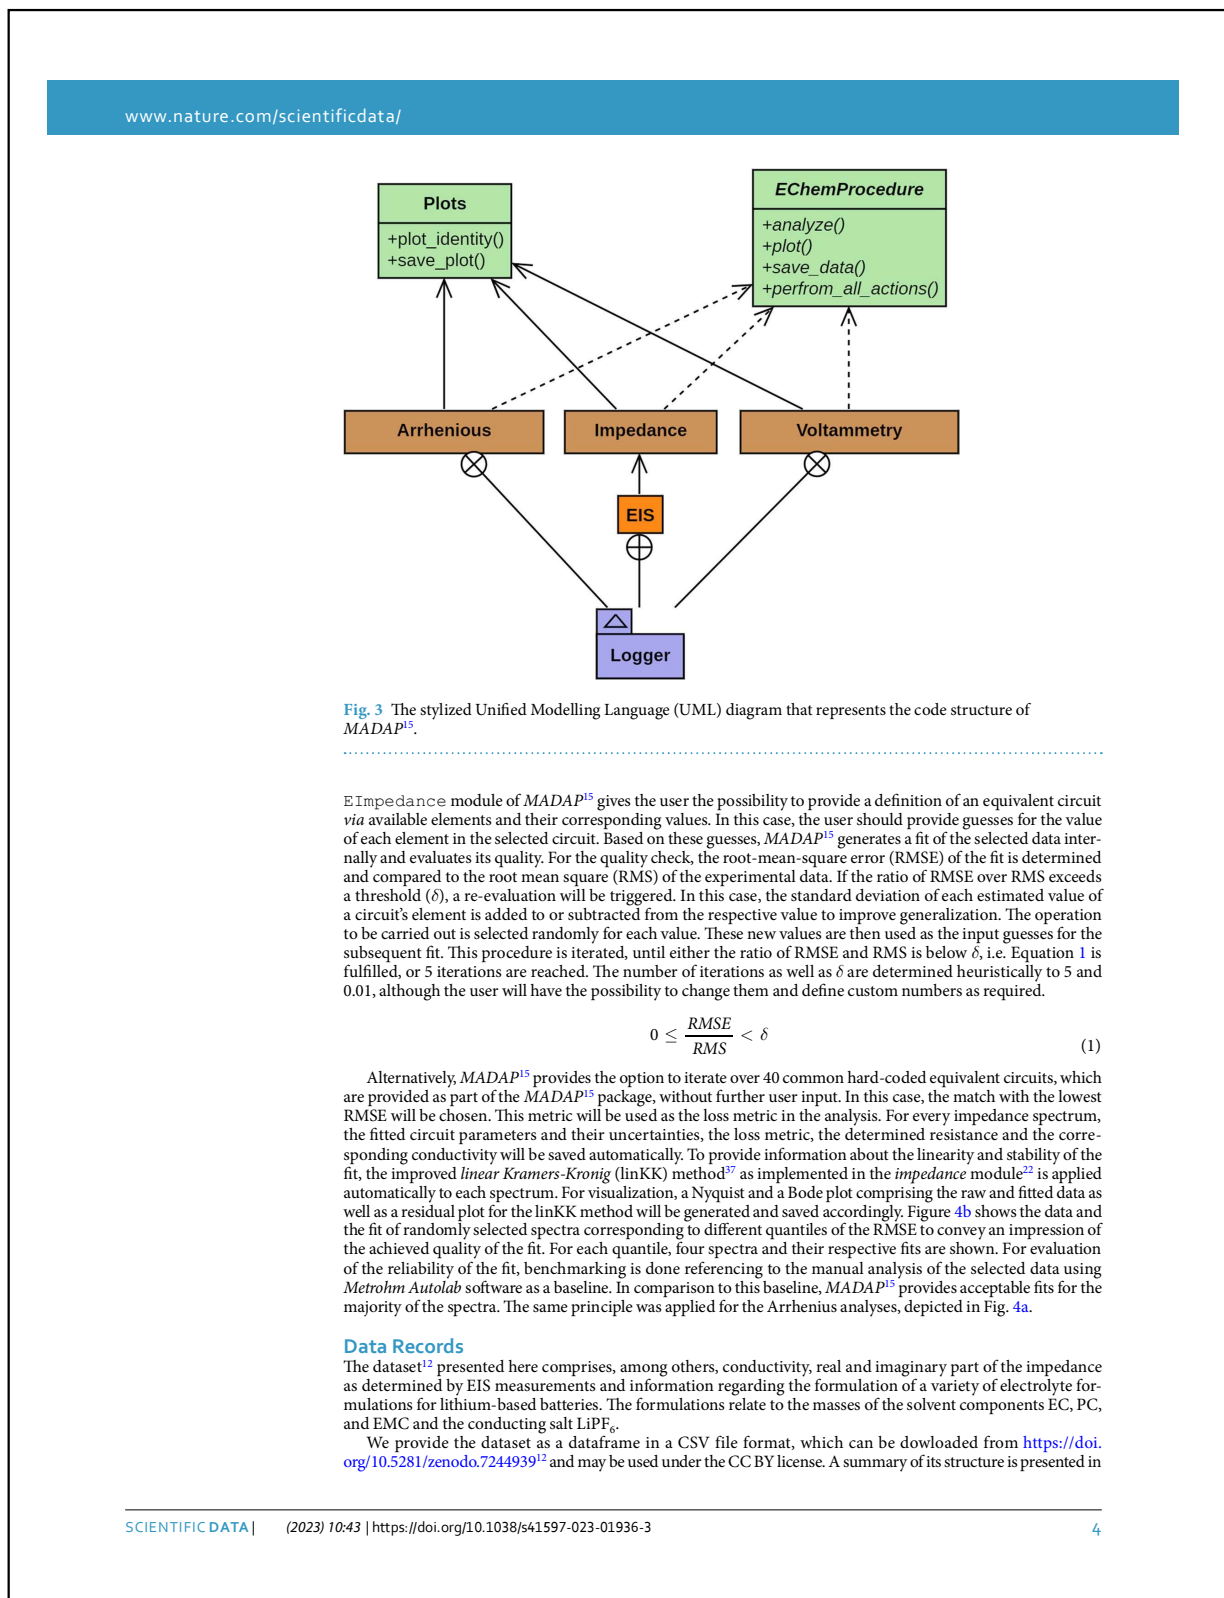 www.nature.com/scientificdata/
Plots
+plot_identity()
+save_plot()
EChemProcedure
+analyze()
+plot()
+save_data()
+perfrom_all_actions()
Arrhenious
Impedance
Voltammetry
EIS
Logger
Fig. 3 The stylized Unified Modelling Language (UML) diagram that represents the code structure of
MADAP15.
EImpedance module of MADAP15 gives the user the possibility to provide a definition of an equivalent circuit
via available elements and their corresponding values. In this case, the user should provide guesses for the value
of each element in the selected circuit. Based on these guesses, MADAP15 generates a fit of the selected data inter-
nally and evaluates its quality. For the quality check, the root-mean-square error (RMSE) of the fit is determined
and compared to the root mean square (RMS) of the experimental data. If the ratio of RMSE over RMS exceeds
a threshold (δ), a re-evaluation will be triggered. In this case, the standard deviation of each estimated value of
a circuit's element is added to or subtracted from the respective value to improve generalization. The operation
to be carried out is selected randomly for each value. These new values are then used as the input guesses for the
subsequent fit. This procedure is iterated, until either the ratio of RMSE and RMS is below δ, i.e. Equation 1 is
fulfilled, or 5 iterations are reached. The number of iterations as well as δ are determined heuristically to 5 and
0.01, although the user will have the possibility to change them and define custom numbers as required.
0 ≤ RMSE/RMS < δ (1)
Alternatively, MADAP15 provides the option to iterate over 40 common hard-coded equivalent circuits, which
are provided as part of the MADAP15 package, without further user input. In this case, the match with the lowest
RMSE will be chosen. This metric will be used as the loss metric in the analysis. For every impedance spectrum,
the fitted circuit parameters and their uncertainties, the loss metric, the determined resistance and the corre-
sponding conductivity will be saved automatically. To provide information about the linearity and stability of the
fit, the improved linear Kramers-Kronig (linKK) method37 as implemented in the impedance module22 is applied
automatically to each spectrum. For visualization, a Nyquist and a Bode plot comprising the raw and fitted data as
well as a residual plot for the linKK method will be generated and saved accordingly. Figure 4b shows the data and
the fit of randomly selected spectra corresponding to different quantiles of the RMSE to convey an impression of
the achieved quality of the fit. For each quantile, four spectra and their respective fits are shown. For evaluation
of the reliability of the fit, benchmarking is done referencing to the manual analysis of the selected data using
Metrohm Autolab software as a baseline. In comparison to this baseline, MADAP15 provides acceptable fits for the
majority of the spectra. The same principle was applied for the Arrhenius analyses, depicted in Fig. 4a.
Data Records
The dataset12 presented here comprises, among others, conductivity, real and imaginary part of the impedance
as determined by EIS measurements and information regarding the formulation of a variety of electrolyte for-
mulations for lithium-based batteries. The formulations relate to the masses of the solvent components EC, PC,
and EMC and the conducting salt LiPF6.
We provide the dataset as a dataframe in a CSV file format, which can be dowloaded from https://doi.
org/10.5281/zenodo.724493912 and may be used under the CC BY license. A summary of its structure is presented in
SCIENTIFIC DATA | (2023) 10:43 | https://doi.org/10.1038/s41597-023-01936-3 4